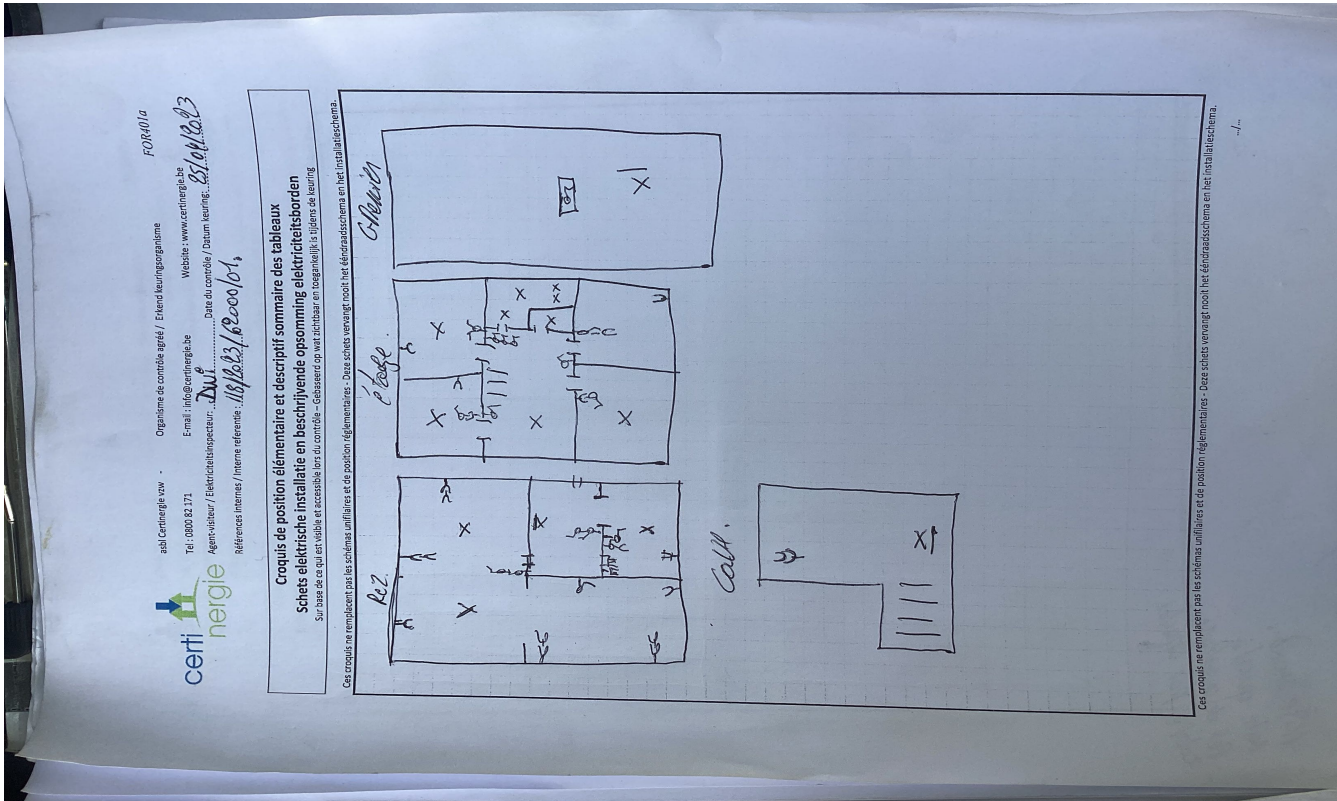 FOR401a
certinergie
asbl Certinergie vzw - Organisme de contrôle agréé / Erkend keuringsorganisme
Tel : 0800 82 171 E-mail : info@certinergie.be Website : www.certinergie.be
Agent-visiteur / Elektriciteitsinspecteur: DWI Date du contrôle / Datum keuring: 25/04/2023
Références internes / Interne referentie :
Croquis de position élémentaire et descriptif sommaire des tableaux
Schets elektrische installatie en beschrijvende opsomming elektriciteitsborden
Sur base de ce qui est visible et accessible lors du contrôle – Gebaseerd op wat zichtbaar en toegankelijk is tijdens de keuring
Ces croquis ne remplacent pas les schémas unifilaires et de position réglementaires - Deze schets vervangt nooit het ééndraadsschema en het installatieschema.
Rez. étage Grenier
Cave.
Ces croquis ne remplacent pas les schémas unifilaires et de position réglementaires - Deze schets vervangt nooit het ééndraadsschema en het installatieschema.
.../...